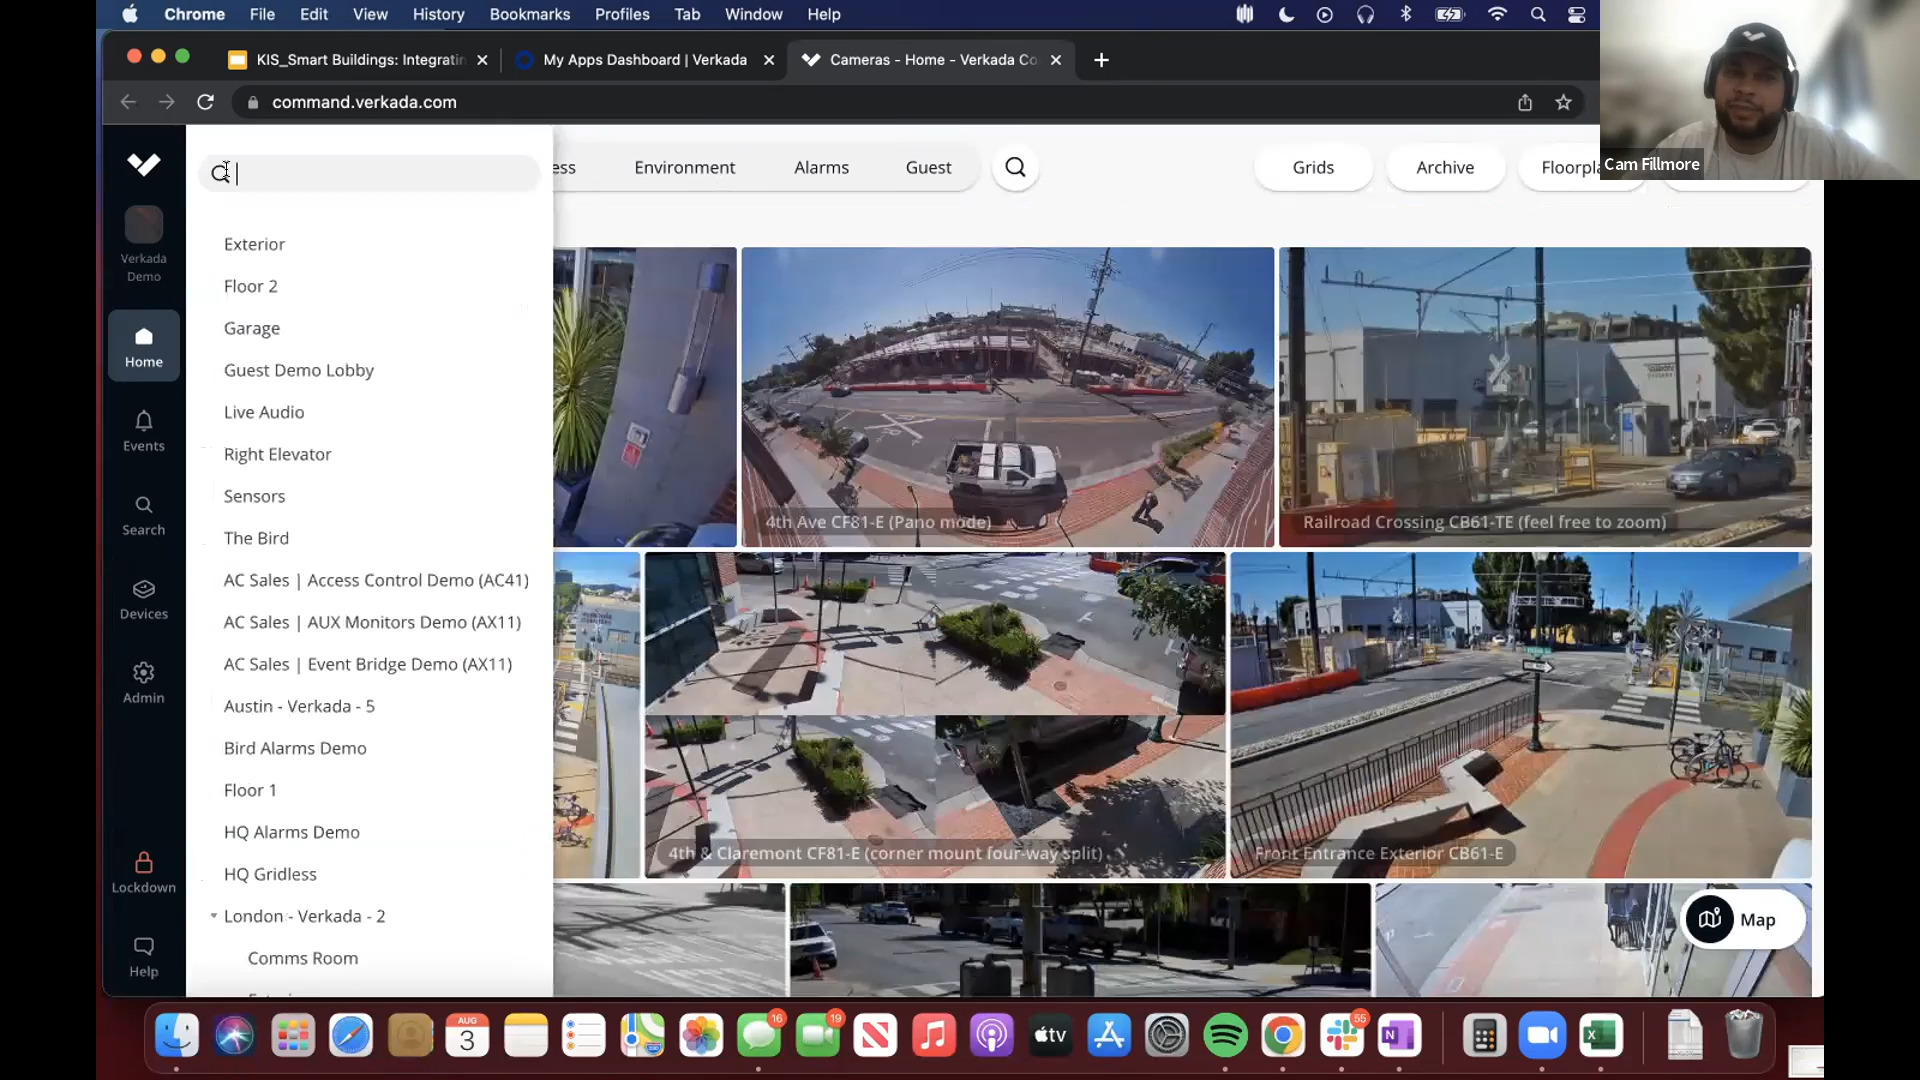 Chrome File Edit View History Bookmarks Profiles Tab Window Help
KIS_Smart Buildings: Integratin
My Apps Dashboard | Verkada
Cameras - Home - Verkada Co
command.verkada.com
Cam Fillmore
Verkada
Demo
Home
Events
Search
Devices
Admin
Lockdown
Help
ess
Environment
Alarms
Guest
Grids
Archive
Floorpla
Exterior
Floor 2
Garage
Guest Demo Lobby
Live Audio
Right Elevator
Sensors
The Bird
AC Sales | Access Control Demo (AC41)
AC Sales | AUX Monitors Demo (AX11)
AC Sales | Event Bridge Demo (AX11)
Austin - Verkada - 5
Bird Alarms Demo
Floor 1
HQ Alarms Demo
HQ Gridless
London - Verkada - 2
Comms Room
4th Ave CF81-E (Pano mode)
Railroad Crossing CB61-TE (feel free to zoom)
4th & Claremont CF81-E (corner mount four-way split)
Front Entrance Exterior CB61-E
Map
AUG
3
16
19
tv
55
N
X